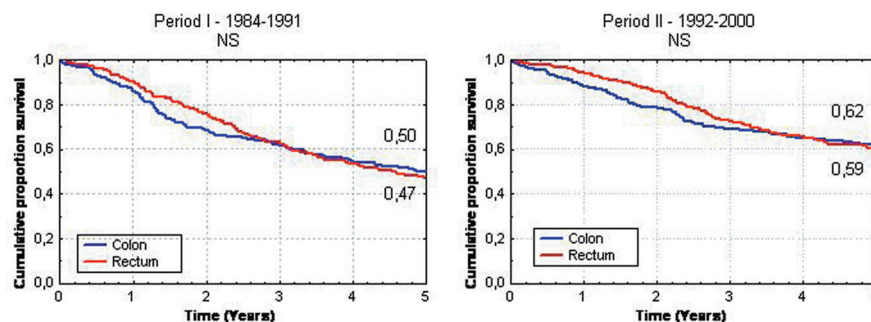 Period I - 1984-1991
NS
Cumulative proportion survival
1,0
0,8
0,6
0,4
0,2
0,0
0,50
0,47
Colon
Rectum
0 1 2 3 4 5
Time (Years)
Period II - 1992-2000
NS
Cumulative proportion survival
1,0
0,8
0,6
0,4
0,2
0,0
0,62
0,59
Colon
Rectum
0 1 2 3 4
Time (Years)